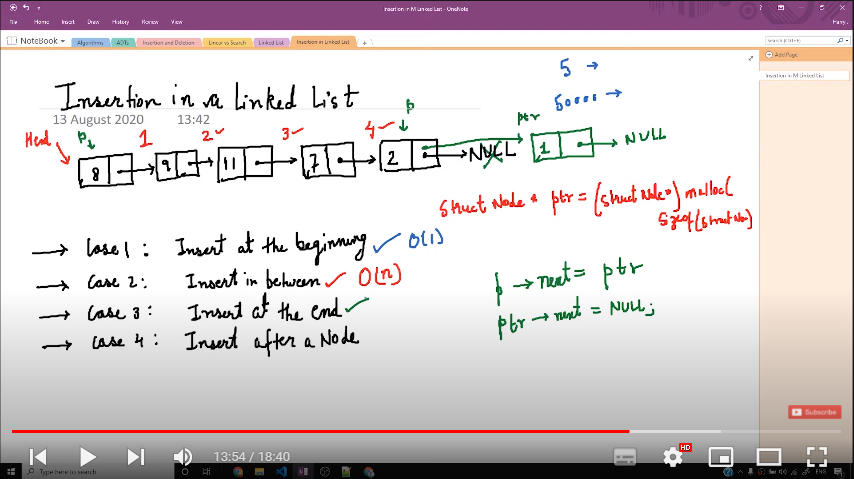 Insertion in M Linked List - OneNote
Harry
File Home Insert Draw History Review View
NoteBook Algorithms ADTs Insertion and Deletion Linear vs Search Linked List Insertion in Linked List +
Search (Ctrl+E)
Add Page
Insertion in M Linked List
5 →
50000 →
Insertion in a Linked List
13 August 2020 13:42
Head p 1 2 ✓ 3 ✓ 4 ✓ p ptr
8 → 9 → 11 → 7 → 2 → NULL 1 → NULL
struct Node * ptr = (struct Node*) malloc(
sizeof(struct Node)
→ Case 1 : Insert at the beginning ✓ O(1)
→ Case 2 : Insert in between ✓ O(n)
→ Case 3 : Insert at the end ✓
→ Case 4 : Insert after a Node
p → next = ptr
ptr → next = NULL;
Subscribe
13:54 / 18:40
HD
Type here to search
ENG